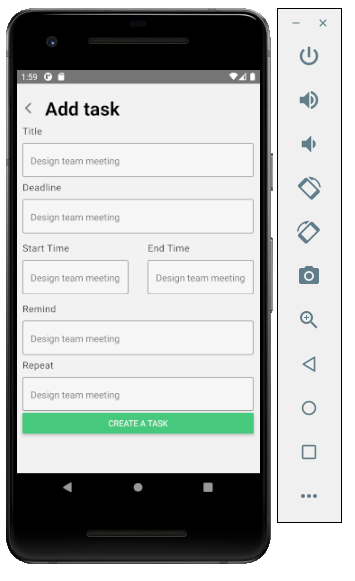 1:59
Add task
Title
Design team meeting
Deadline
Design team meeting
Start Time End Time
Design team meeting Design team meeting
Remind
Design team meeting
Repeat
Design team meeting
CREATE A TASK